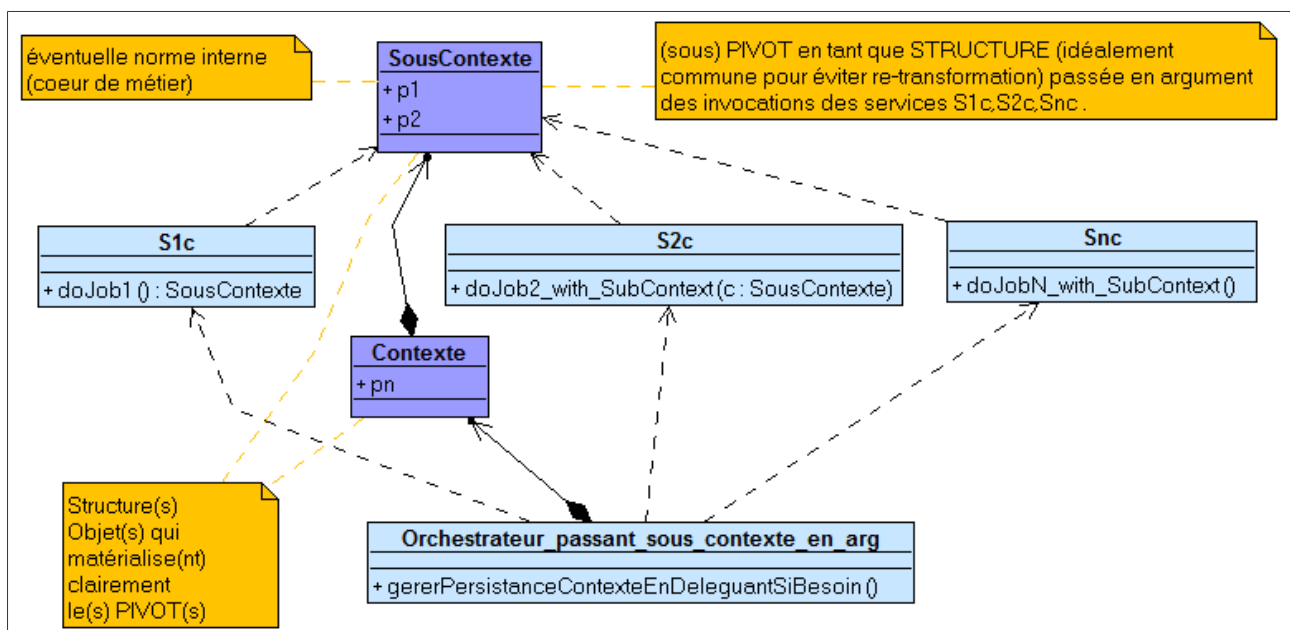 éventuelle norme interne
(coeur de métier)
SousContexte
+ p1
+ p2
(sous) PIVOT en tant que STRUCTURE (idéalement
commune pour éviter re-transformation) passée en argument
des invocations des services S1c,S2c,Snc .
S1c
+ doJob1 () : SousContexte
S2c
+ doJob2_with_SubContext (c : SousContexte)
Snc
+ doJobN_with_SubContext ()
Contexte
+ pn
Structure(s)
Objet(s) qui
matérialise(nt)
clairement
le(s) PIVOT(s)
Orchestrateur_passant_sous_contexte_en_arg
+ gererPersistanceContexteEnDeleguantSiBesoin ()